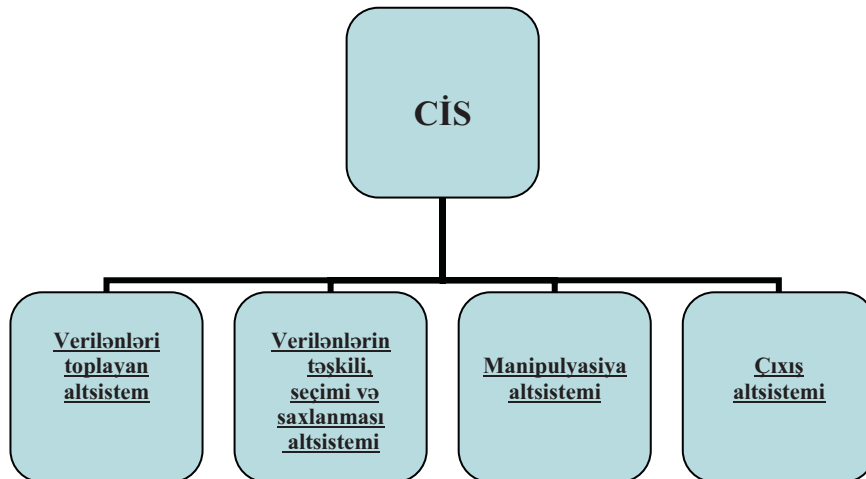 CİS
Verilənləri
toplayan
altsistem
Verilənlərin
təşkili,
seçimi və
saxlanması
altsistemi
Manipulyasiya
altsistemi
Çıxış
altsistemi